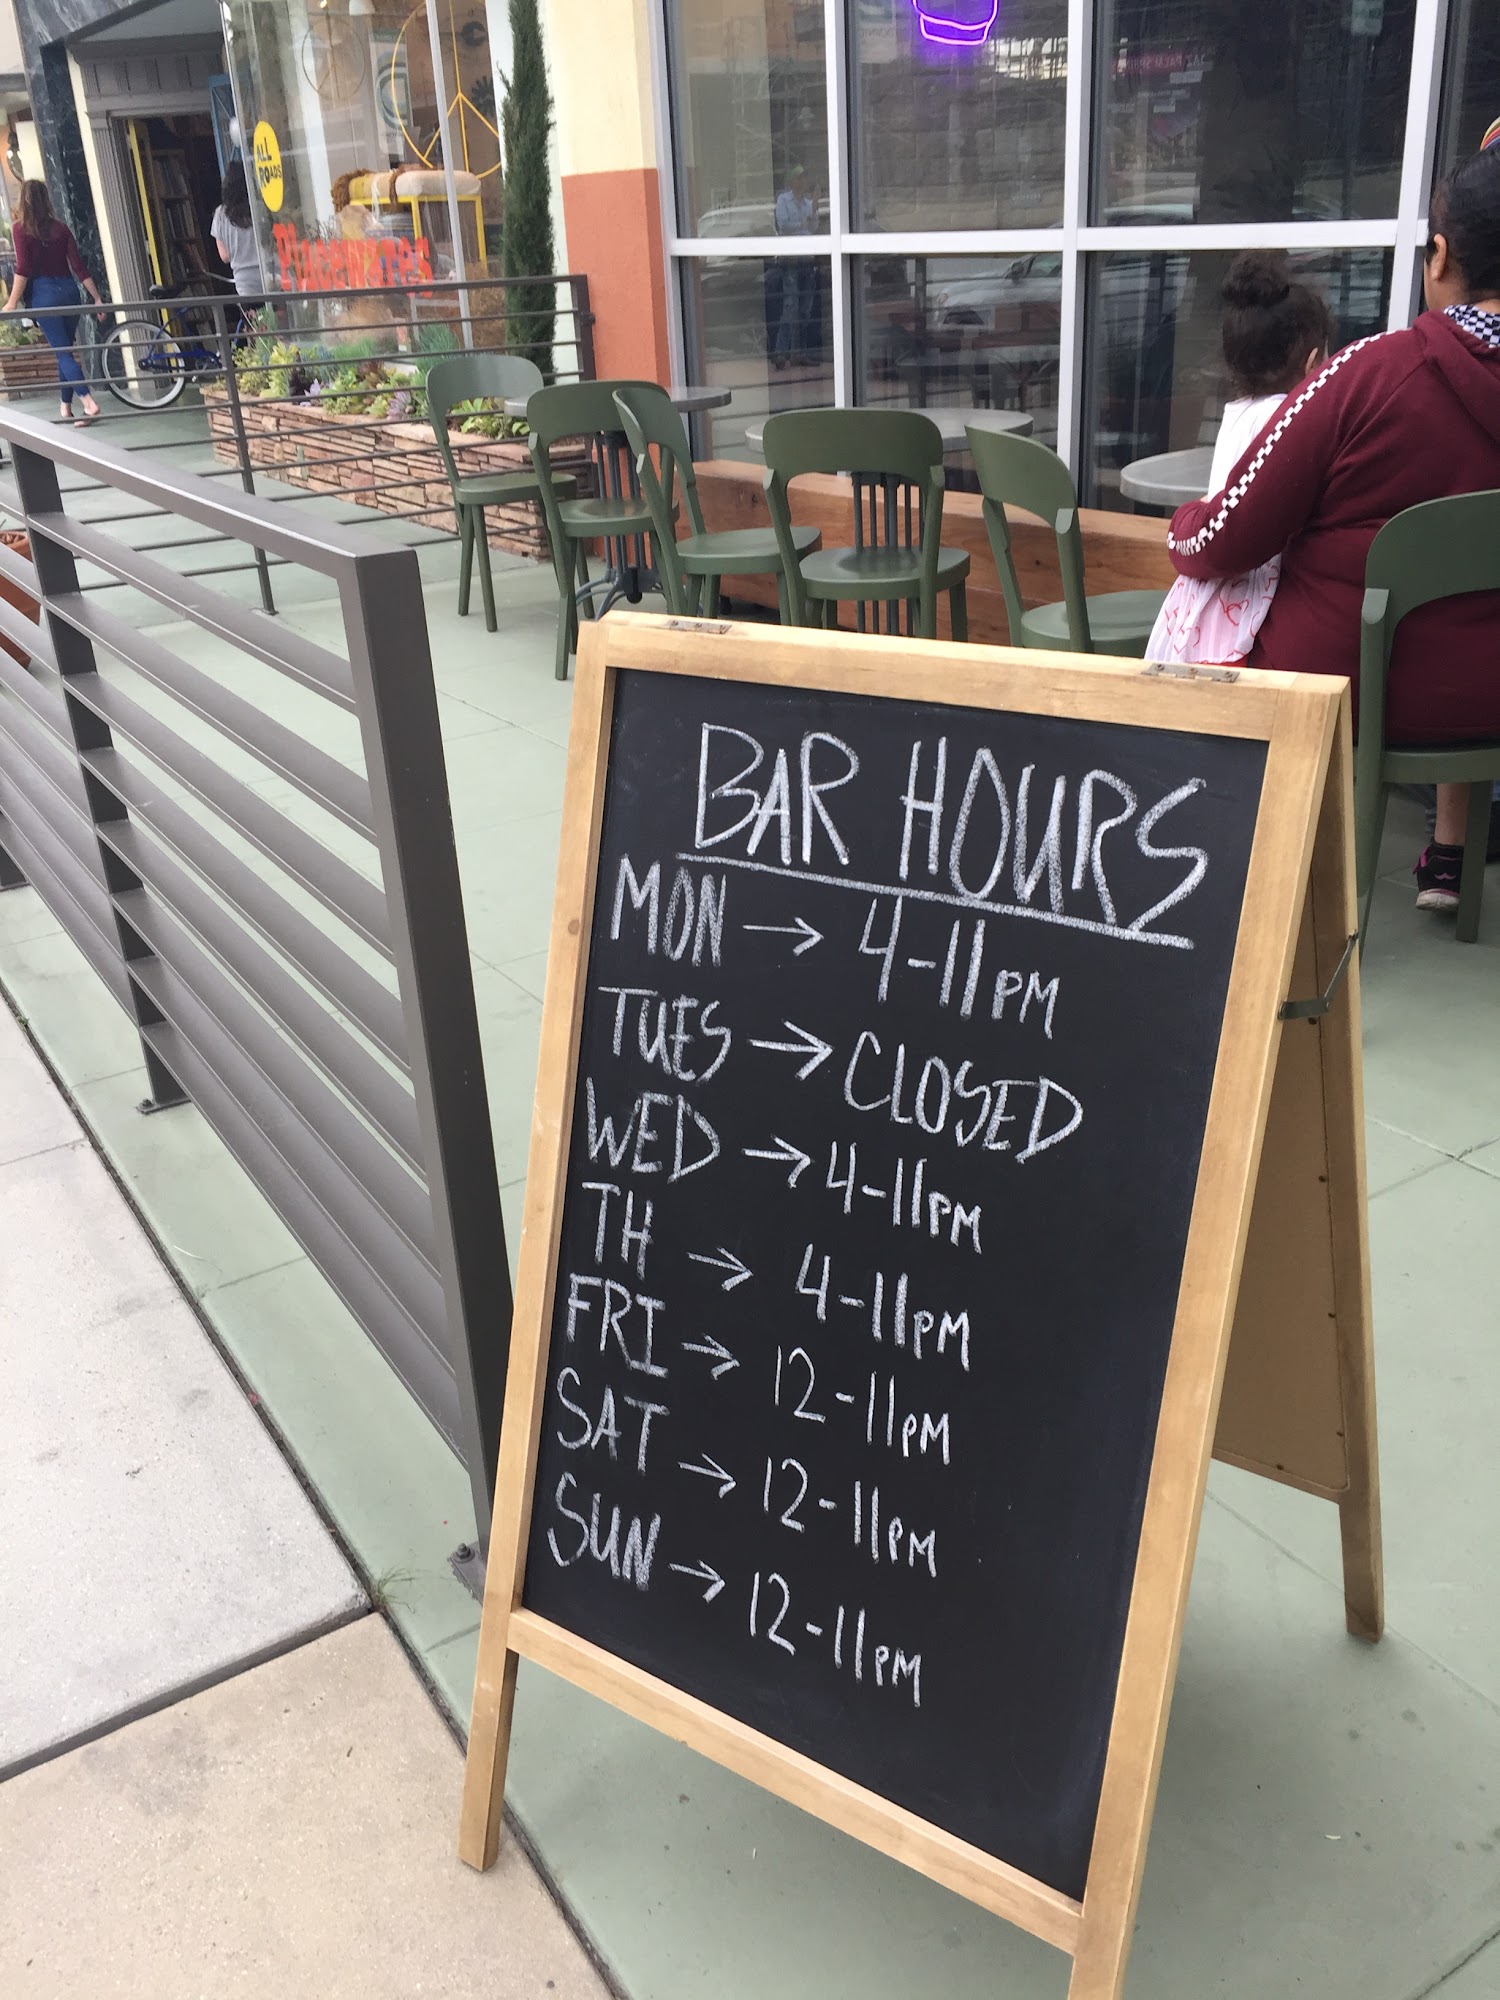 ALL
ROADS
BAR HOURS
MON → 4-11PM
TUES → CLOSED
WED → 4-11PM
TH → 4-11PM
FRI → 12-11PM
SAT → 12-11PM
SUN → 12-11PM